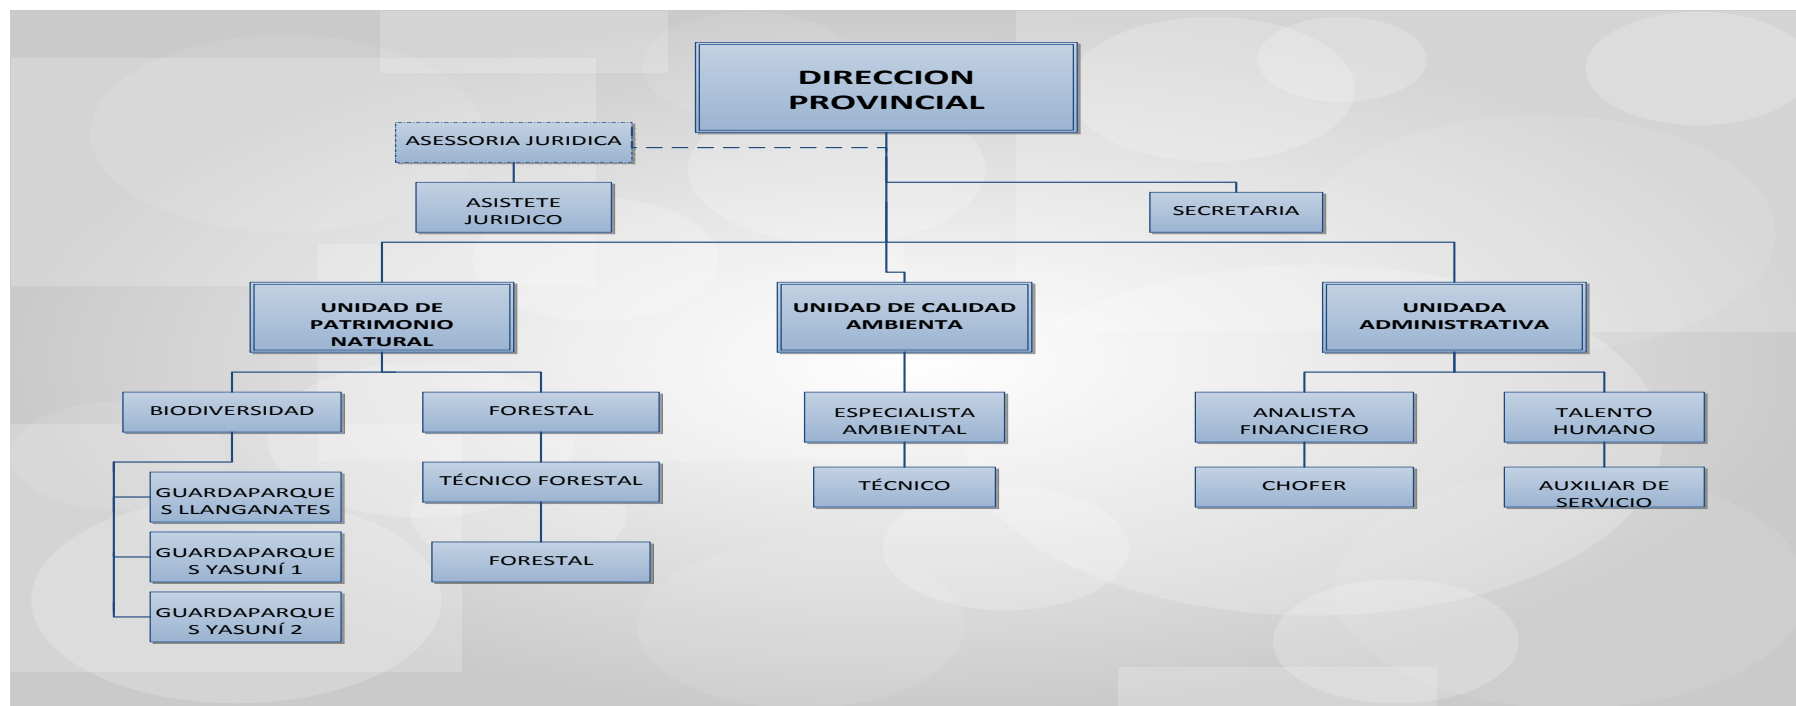 DIRECCION
PROVINCIAL
ASESSORIA JURIDICA
ASISTETE
JURIDICO
SECRETARIA
UNIDAD DE
PATRIMONIO
NATURAL
UNIDAD DE CALIDAD
AMBIENTA
UNIDADA
ADMINISTRATIVA
BIODIVERSIDAD
FORESTAL
ESPECIALISTA
AMBIENTAL
ANALISTA
FINANCIERO
TALENTO
HUMANO
GUARDAPARQUE
S LLANGANATES
TÉCNICO FORESTAL
TÉCNICO
CHOFER
AUXILIAR DE
SERVICIO
GUARDAPARQUE
S YASUNÍ 1
FORESTAL
GUARDAPARQUE
S YASUNÍ 2